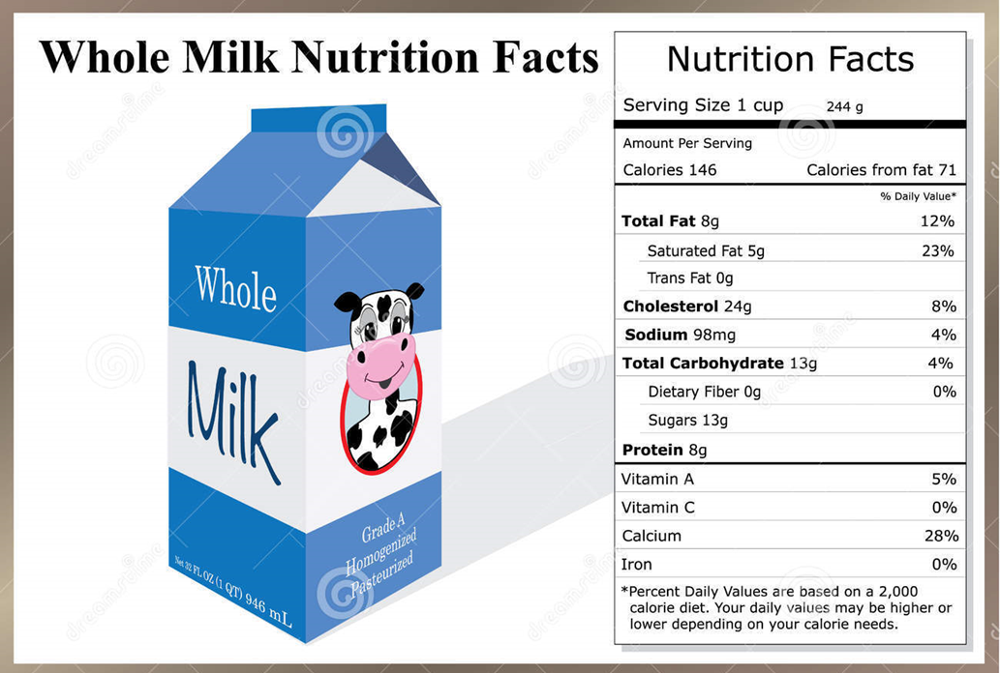 Whole Milk Nutrition Facts
Whole
Milk
Grade A
Homogenized
Pasteurized
Net 32 FL OZ (1 QT) 946 mL
Nutrition Facts
Serving Size 1 cup 244 g
Amount Per Serving
Calories 146 Calories from fat 71
% Daily Value*
Total Fat 8g 12%
Saturated Fat 5g 23%
Trans Fat 0g
Cholesterol 24g 8%
Sodium 98mg 4%
Total Carbohydrate 13g 4%
Dietary Fiber 0g 0%
Sugars 13g
Protein 8g
Vitamin A 5%
Vitamin C 0%
Calcium 28%
Iron 0%
*Percent Daily Values are based on a 2,000
calorie diet. Your daily values may be higher or
lower depending on your calorie needs.
dreamstime